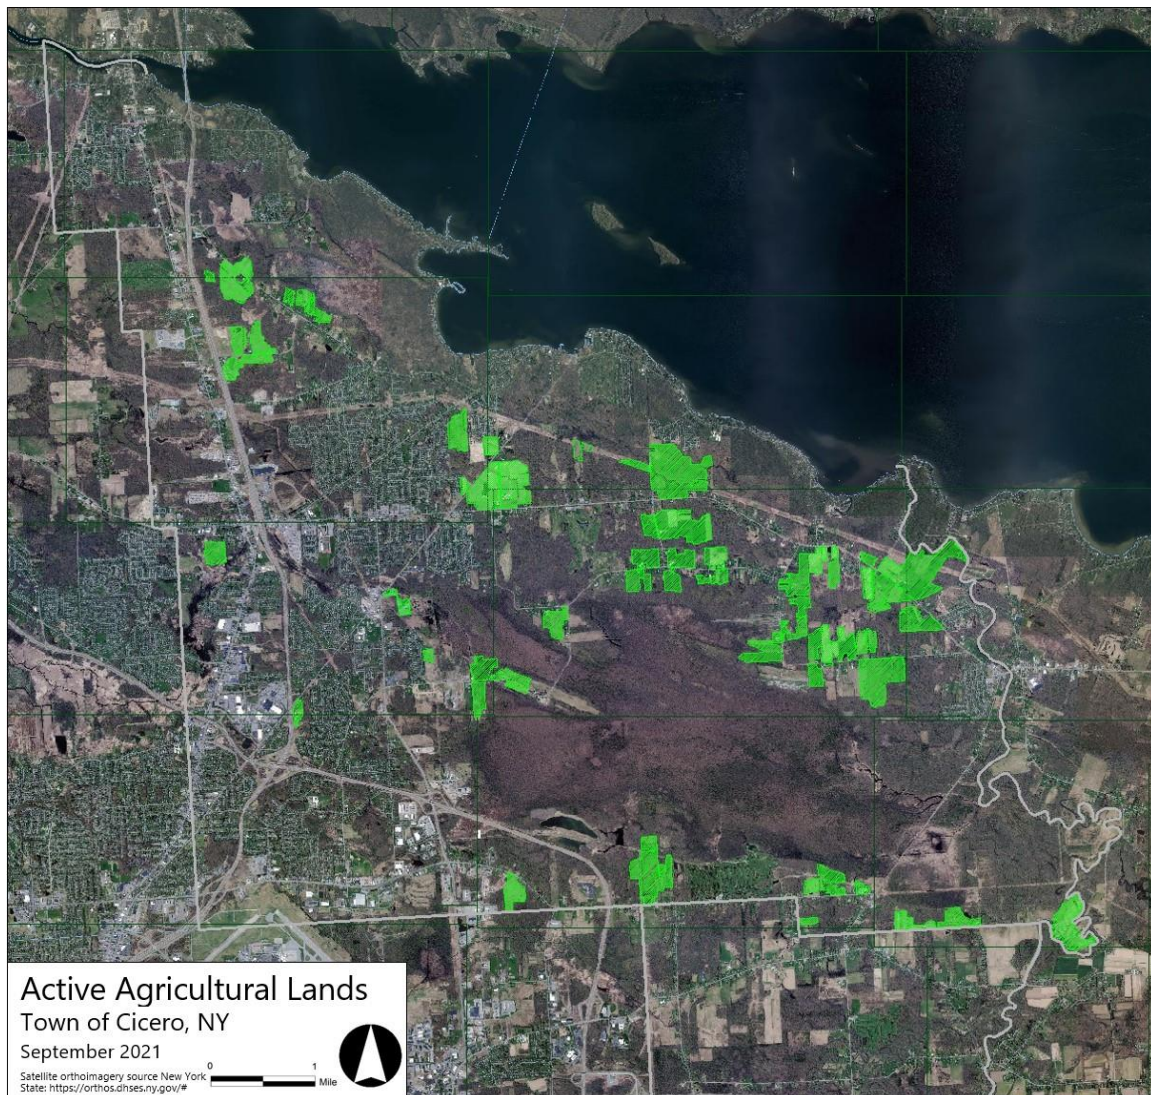 Active Agricultural Lands
Town of Cicero, NY
September 2021
Satellite orthoimagery source New York
State: https://orthos.dhses.ny.gov/#
0 1
Mile